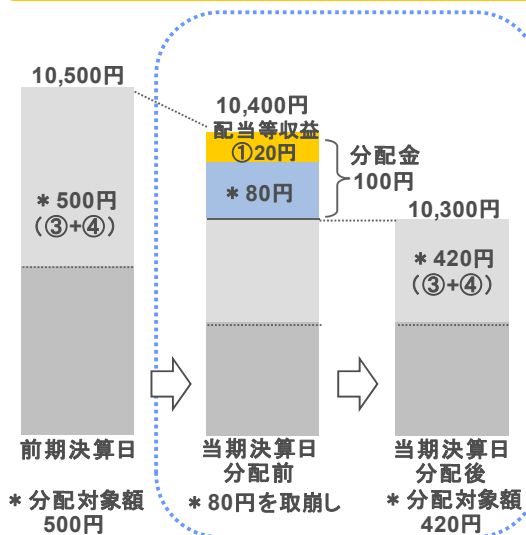 10,500円
＊500円
（③+④）
前期決算日
＊分配対象額
500円
10,400円
配当等収益
①20円
＊80円
分配金
100円
当期決算日
分配前
＊80円を取崩し
10,300円
＊420円
（③+④）
当期決算日
分配後
＊分配対象額
420円